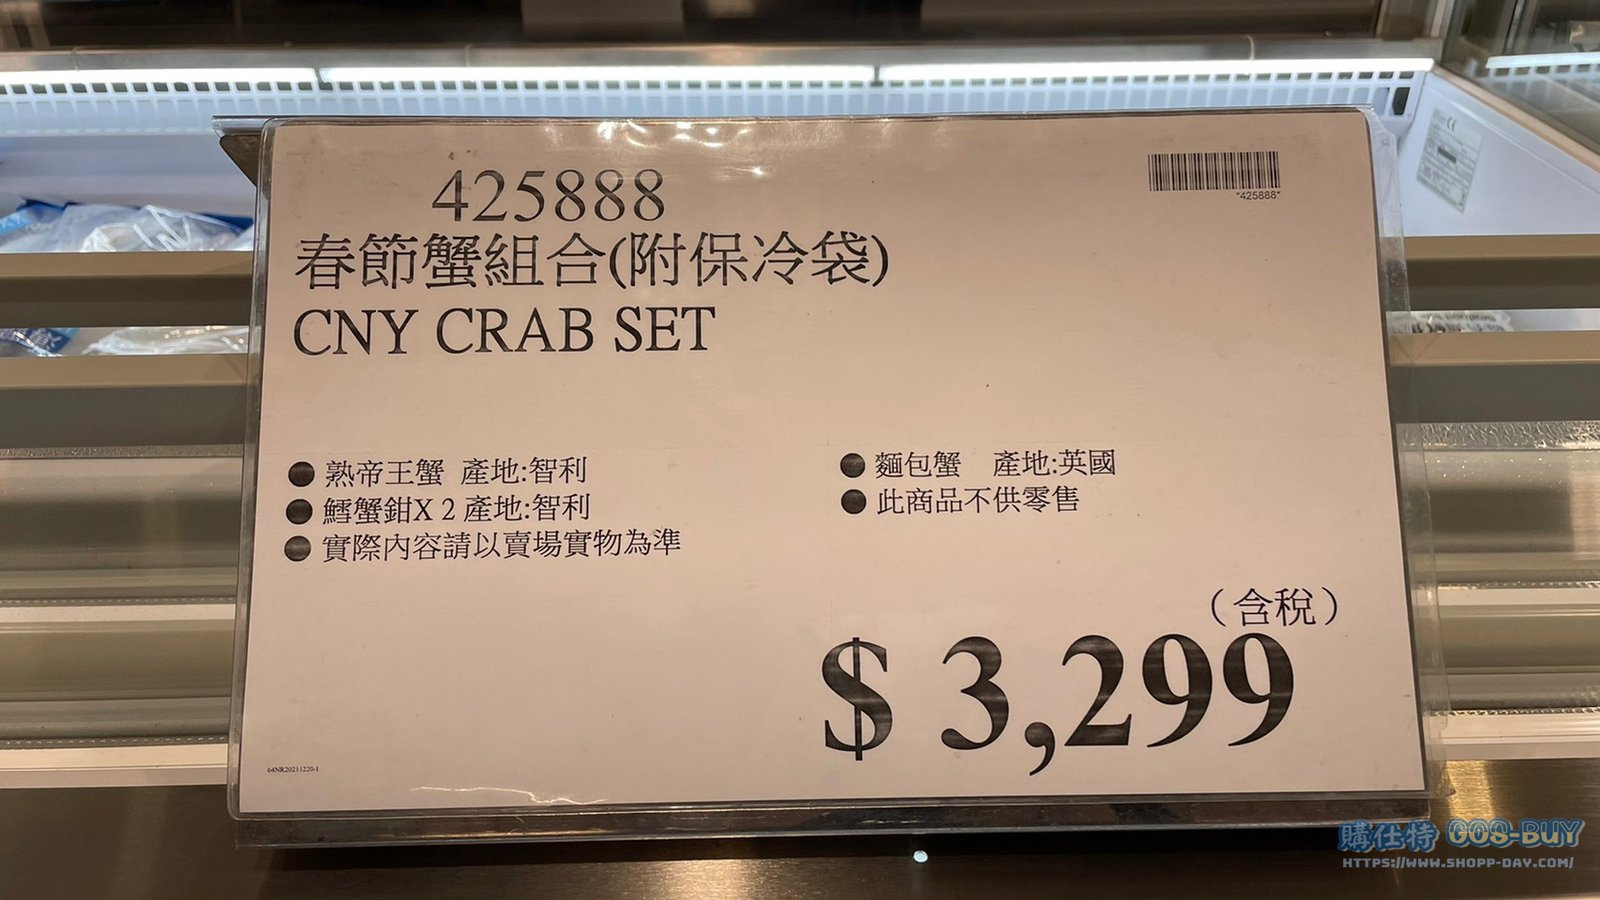 425888
*425888*
春節蟹組合(附保冷袋)
CNY CRAB SET
● 熟帝王蟹 產地:智利
● 鱈蟹鉗X 2 產地:智利
● 實際內容請以賣場實物為準
● 麵包蟹 產地:英國
● 此商品不供零售
（含稅）
$ 3,299
64NR20211220-1
購仕特 GOS-BUY
HTTPS://WWW.SHOPP-DAY.COM/